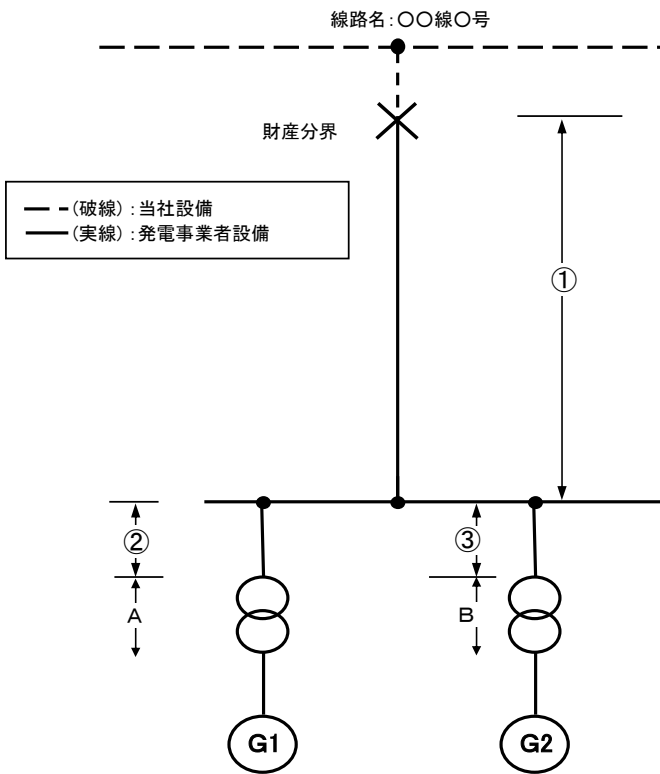 線路名：〇〇線〇号
財産分界
(破線)：当社設備
(実線)：発電事業者設備
①
②
③
A
B
G1
G2